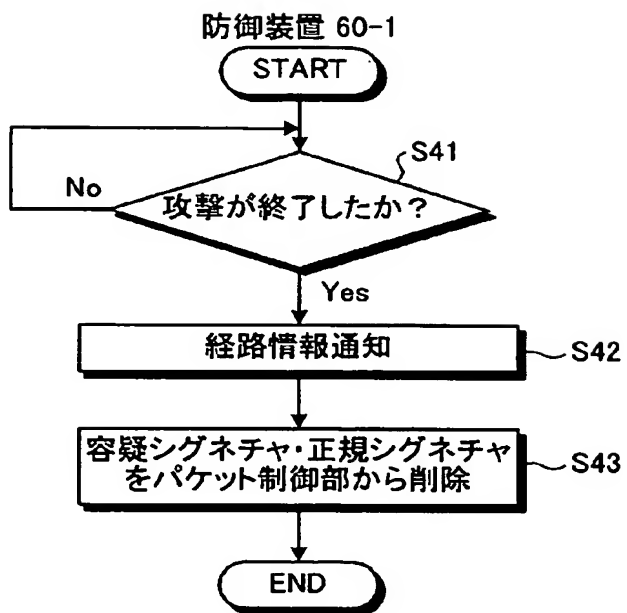 防御装置 60-1
START
S41
No
攻撃が終了したか？
Yes
経路情報通知
S42
容疑シグネチャ・正規シグネチャ
をパケット制御部から削除
S43
END